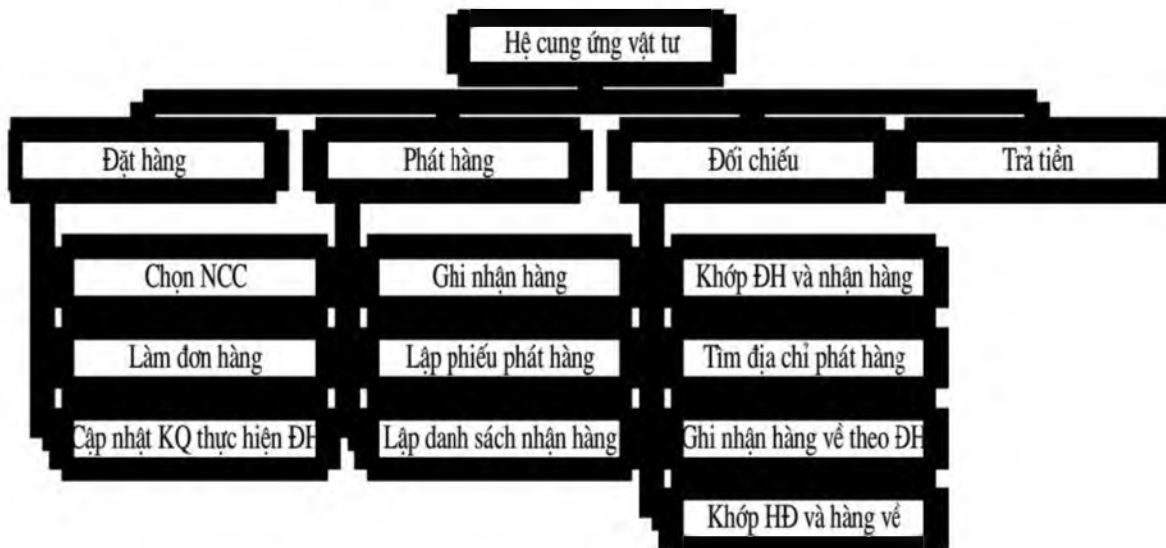 Hệ cung ứng vật tư
Đặt hàng
Phát hàng
Đối chiếu
Trả tiền
Chọn NCC
Ghi nhận hàng
Khớp ĐH và nhận hàng
Làm đơn hàng
Lập phiếu phát hàng
Tìm địa chỉ phát hàng
Cập nhật KQ thực hiện ĐH
Lập danh sách nhận hàng
Ghi nhận hàng về theo ĐH
Khớp HĐ và hàng về